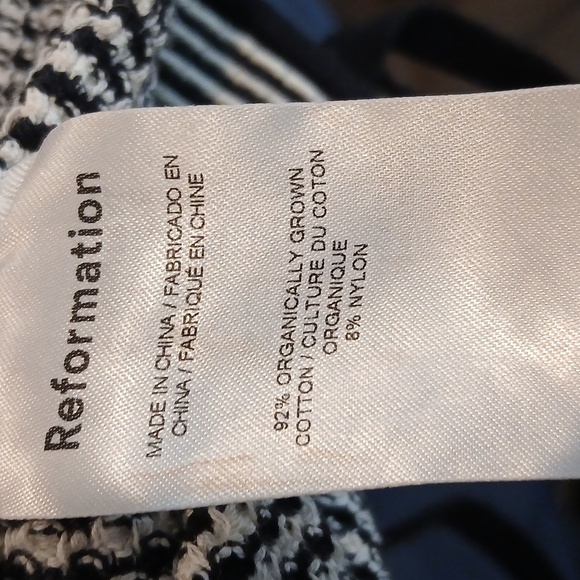 Reformation
MADE IN CHINA / FABRICADO EN
CHINA / FABRIQUÉ EN CHINE
92% ORGANICALLY GROWN
COTTON / CULTURE DU COTON
ORGANIQUE
8% NYLON